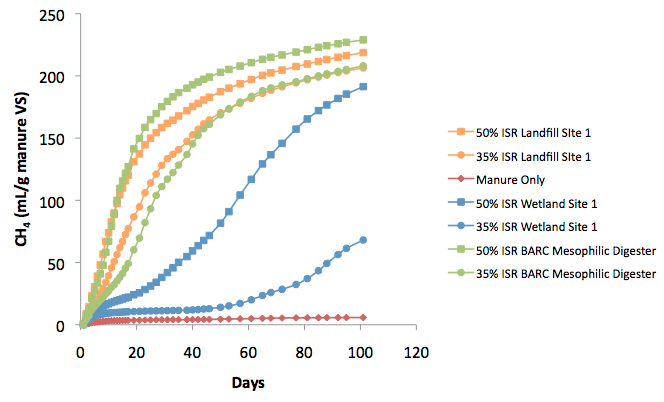 250
200
150
100
50
0
CH4 (mL/g manure VS)
0 20 40 60 80 100 120
Days
50% ISR Landfill SIte 1
35% ISR Landfill SIte 1
Manure Only
50% ISR Wetland Site 1
35% ISR Wetland Site 1
50% ISR BARC Mesophilic Digester
35% ISR BARC Mesophilic Digester